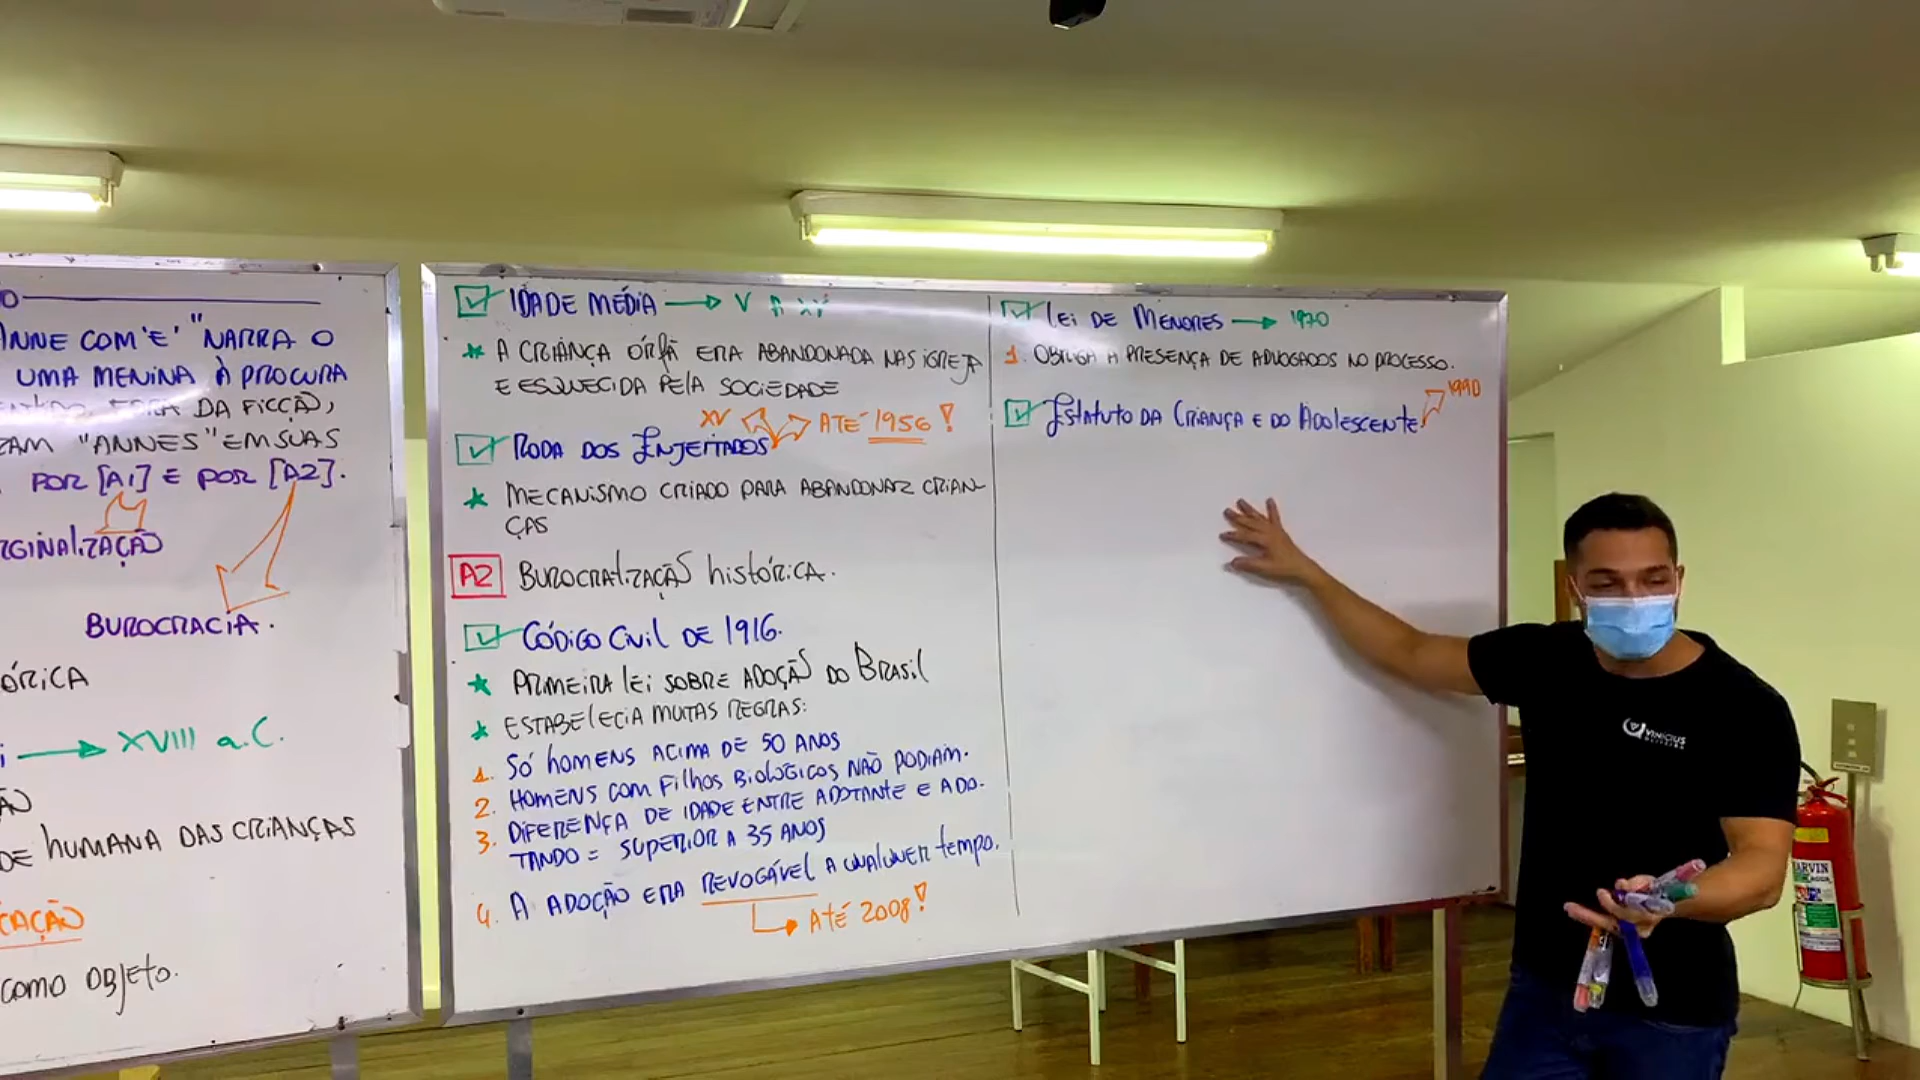 ANNE COM 'E' "NARRA O
UMA MENINA À PROCURA
DA FICÇÃO,
"ANNES" EM SUAS
POR [A1] E POR [A2].
BUROCRACIA.
XVIII a.C.
HUMANA DAS CRIANÇAS
COMO OBJETO.
IDADE MÉDIA → V A XV
* A CRIANÇA ÓRFÃ ERA ABANDONADA NAS IGREJA
E ESQUECIDA PELA SOCIEDADE
XV ATÉ 1956!
RODA DOS ENJEITADOS
* MECANISMO CRIADO PARA ABANDONAR CRIAN-
ÇAS
A2 BUROCRATIZAÇÃO HISTÓRICA.
CÓDIGO CIVIL DE 1916.
* PRIMEIRA LEI SOBRE ADOÇÃO DO BRASIL
* ESTABELECIA MUITAS REGRAS:
1. SÓ HOMENS ACIMA DE 50 ANOS
2. HOMENS COM FILHOS BIOLÓGICOS NÃO PODIAM.
3. DIFERENÇA DE IDADE ENTRE ADOTANTE E ADO-
TANDO = SUPERIOR A 35 ANOS
4. A ADOÇÃO ERA REVOGÁVEL A QUALQUER TEMPO.
→ ATÉ 2008!
LEI DE MENORES → 1970
1. OBRIGA A PRESENÇA DE ADVOGADOS NO PROCESSO.
1990
ESTATUTO DA CRIANÇA E DO ADOLESCENTE
VINICIUS
OLIVEIRA